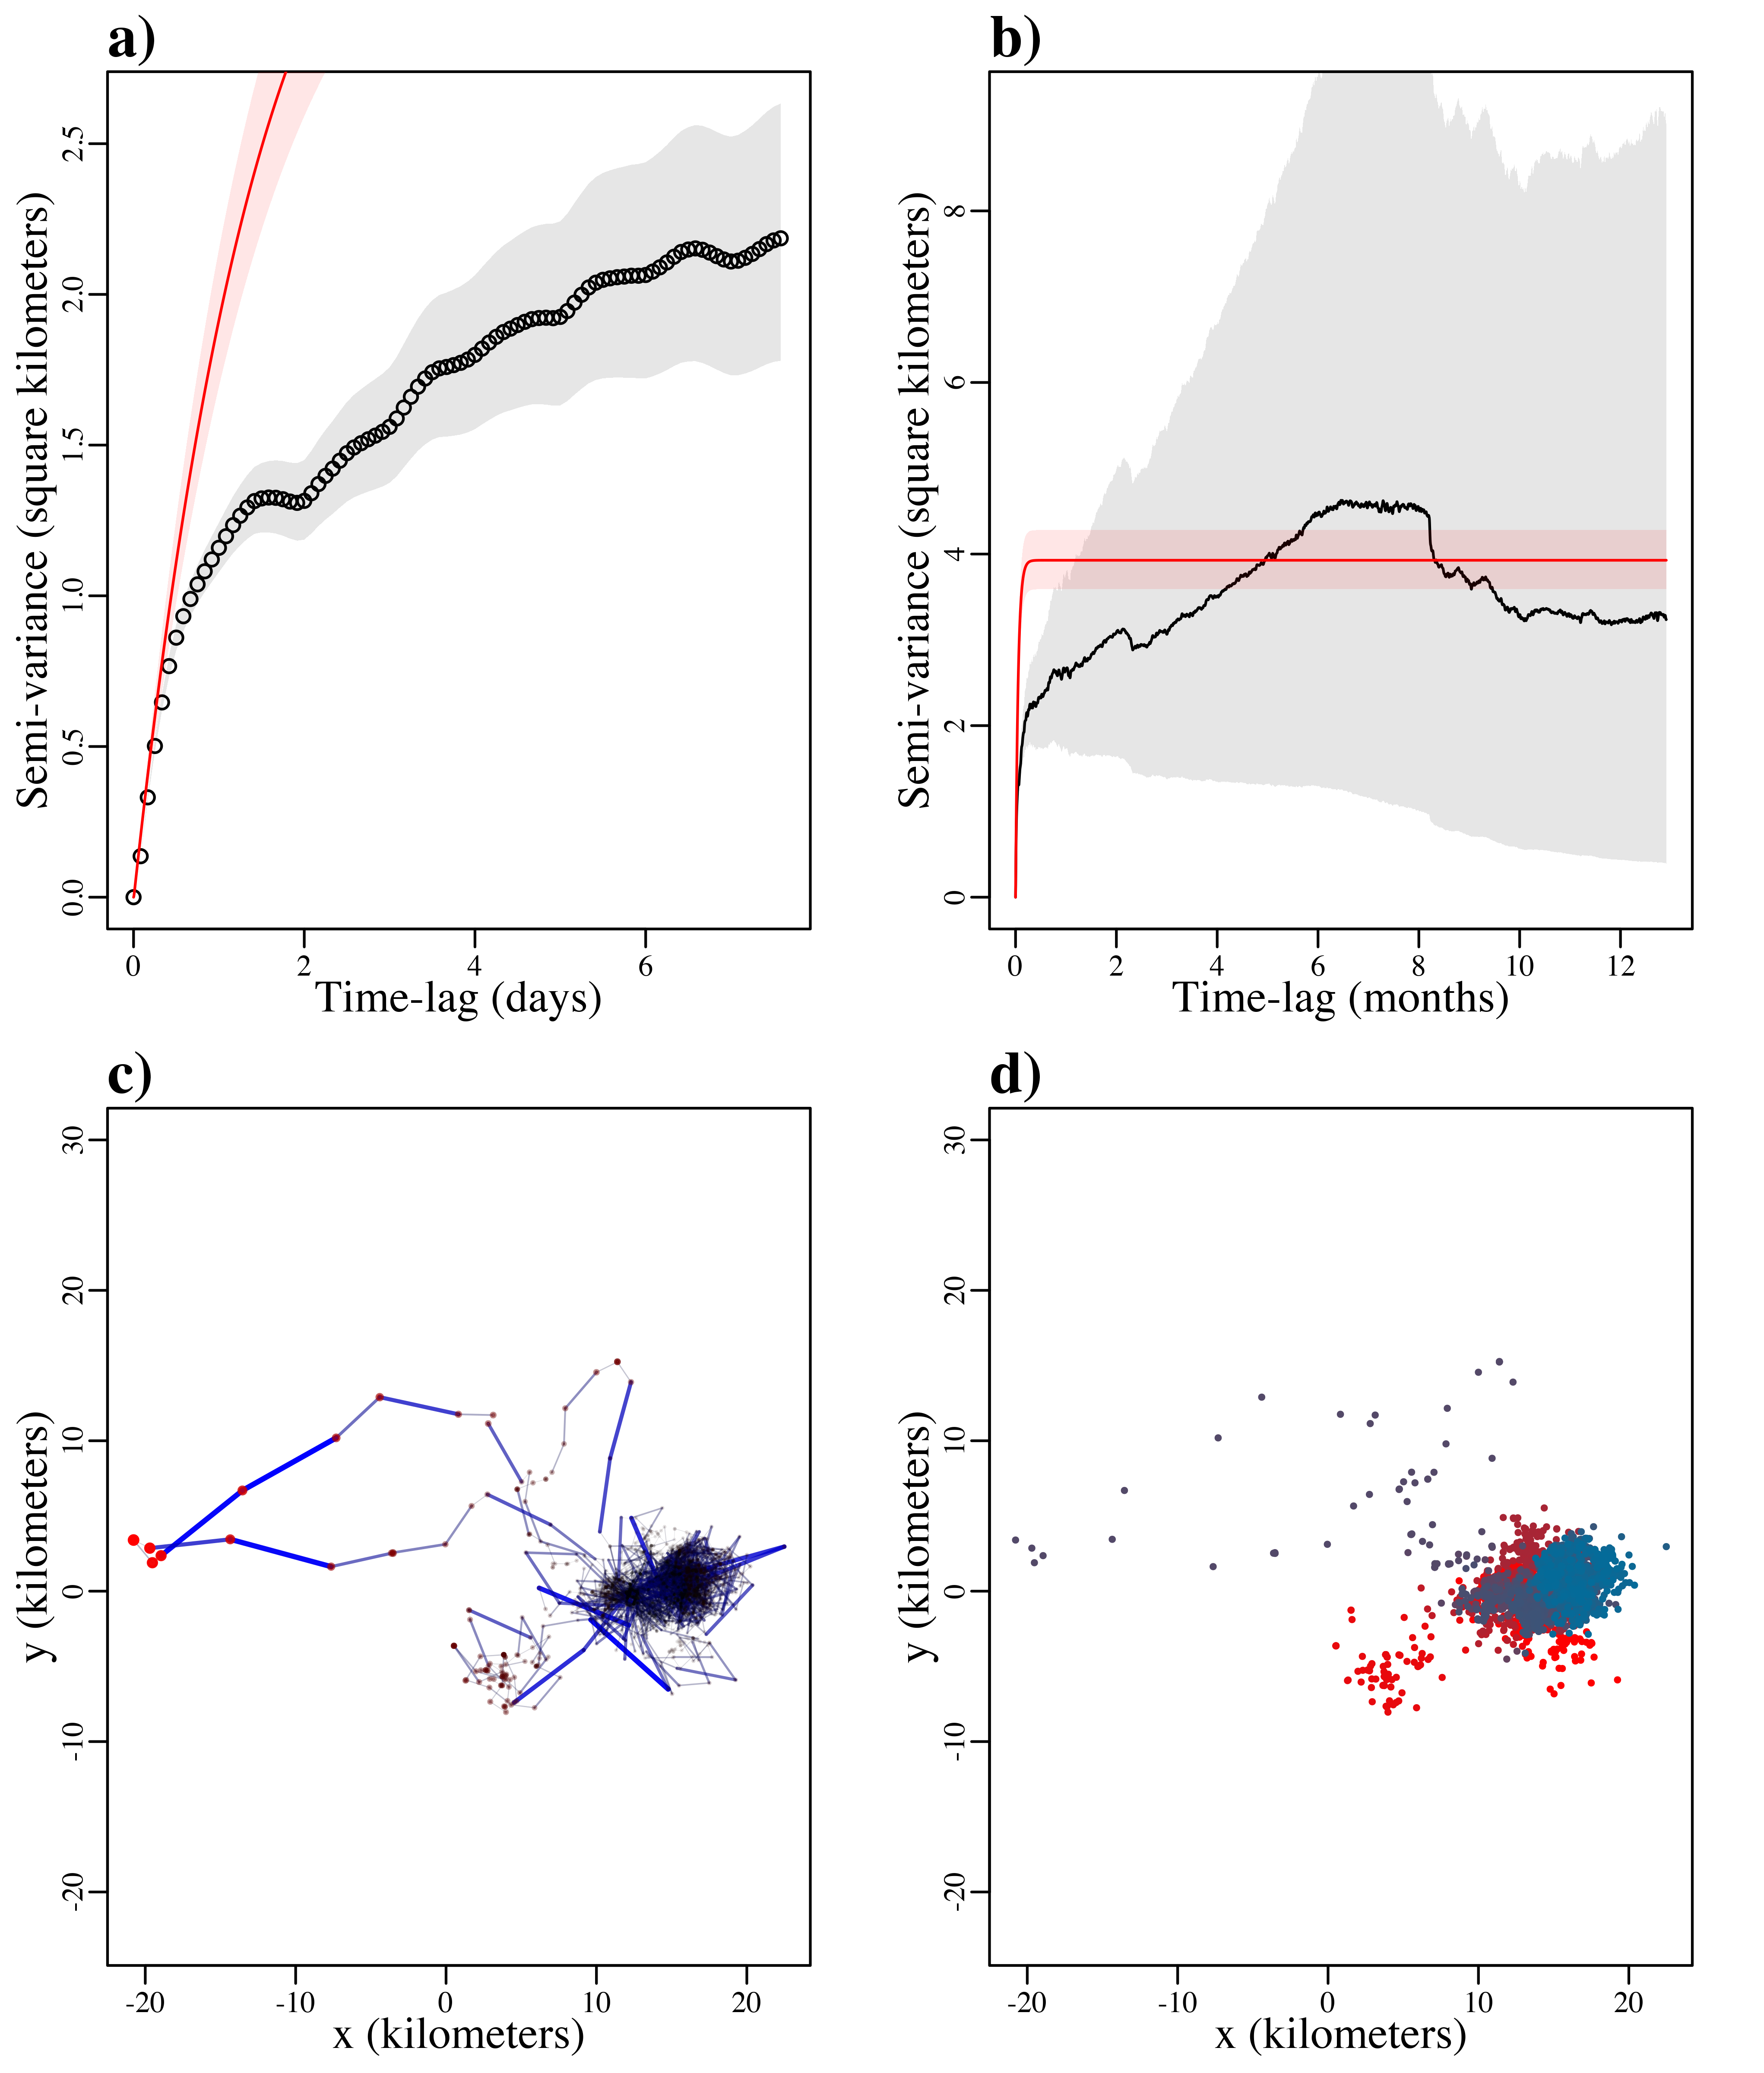 a)
Semi-variance (square kilometers)
0.0 0.5 1.0 1.5 2.0 2.5
0 2 4 6
Time-lag (days)
b)
Semi-variance (square kilometers)
0 2 4 6 8
0 2 4 6 8 10 12
Time-lag (months)
c)
y (kilometers)
-20 -10 0 10 20 30
-20 -10 0 10 20
x (kilometers)
d)
y (kilometers)
-20 -10 0 10 20 30
-20 -10 0 10 20
x (kilometers)